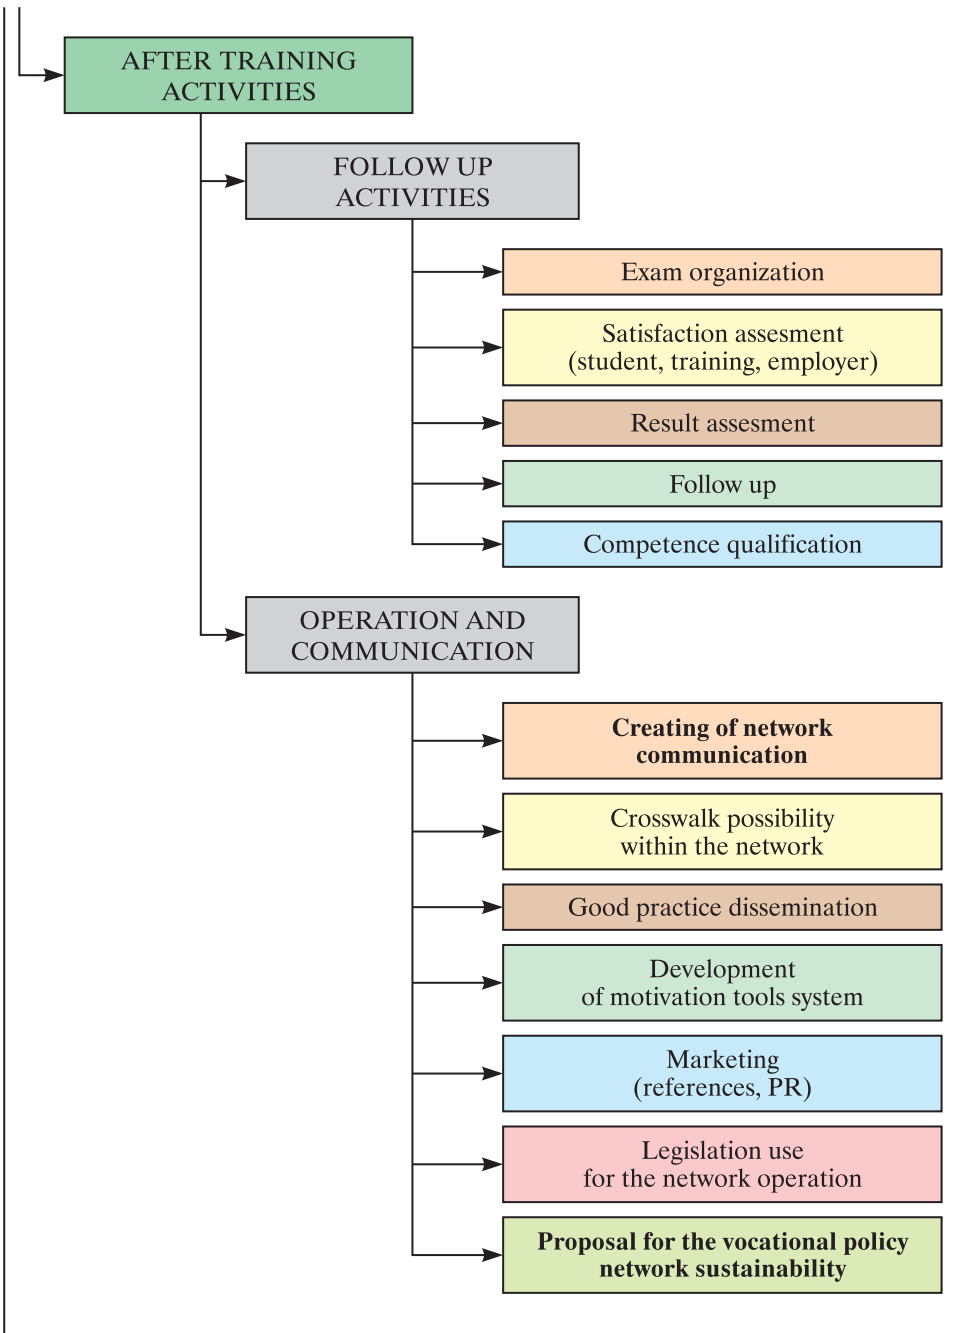 AFTER TRAINING
ACTIVITIES
FOLLOW UP
ACTIVITIES
Exam organization
Satisfaction assesment
(student, training, employer)
Result assesment
Follow up
Competence qualification
OPERATION AND
COMMUNICATION
Creating of network
communication
Crosswalk possibility
within the network
Good practice dissemination
Development
of motivation tools system
Marketing
(references, PR)
Legislation use
for the network operation
Proposal for the vocational policy
network sustainability